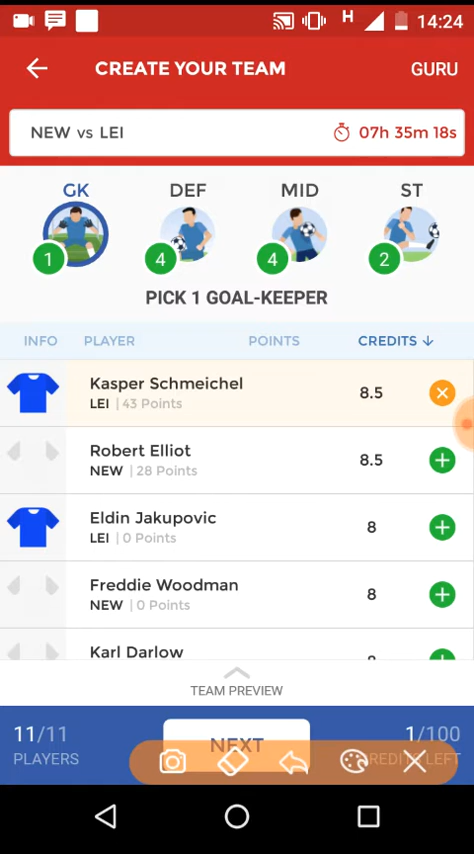 H 14:24
CREATE YOUR TEAM GURU
NEW vs LEI 07h 35m 18s
GK DEF MID ST
1 4 4 2
PICK 1 GOAL-KEEPER
INFO PLAYER POINTS CREDITS ↓
Kasper Schmeichel 8.5
LEI | 43 Points
Robert Elliot 8.5
NEW | 28 Points
Eldin Jakupovic 8
LEI | 0 Points
Freddie Woodman 8
NEW | 0 Points
Karl Darlow
TEAM PREVIEW
11/11 NEXT 1/100
PLAYERS CREDITS LEFT